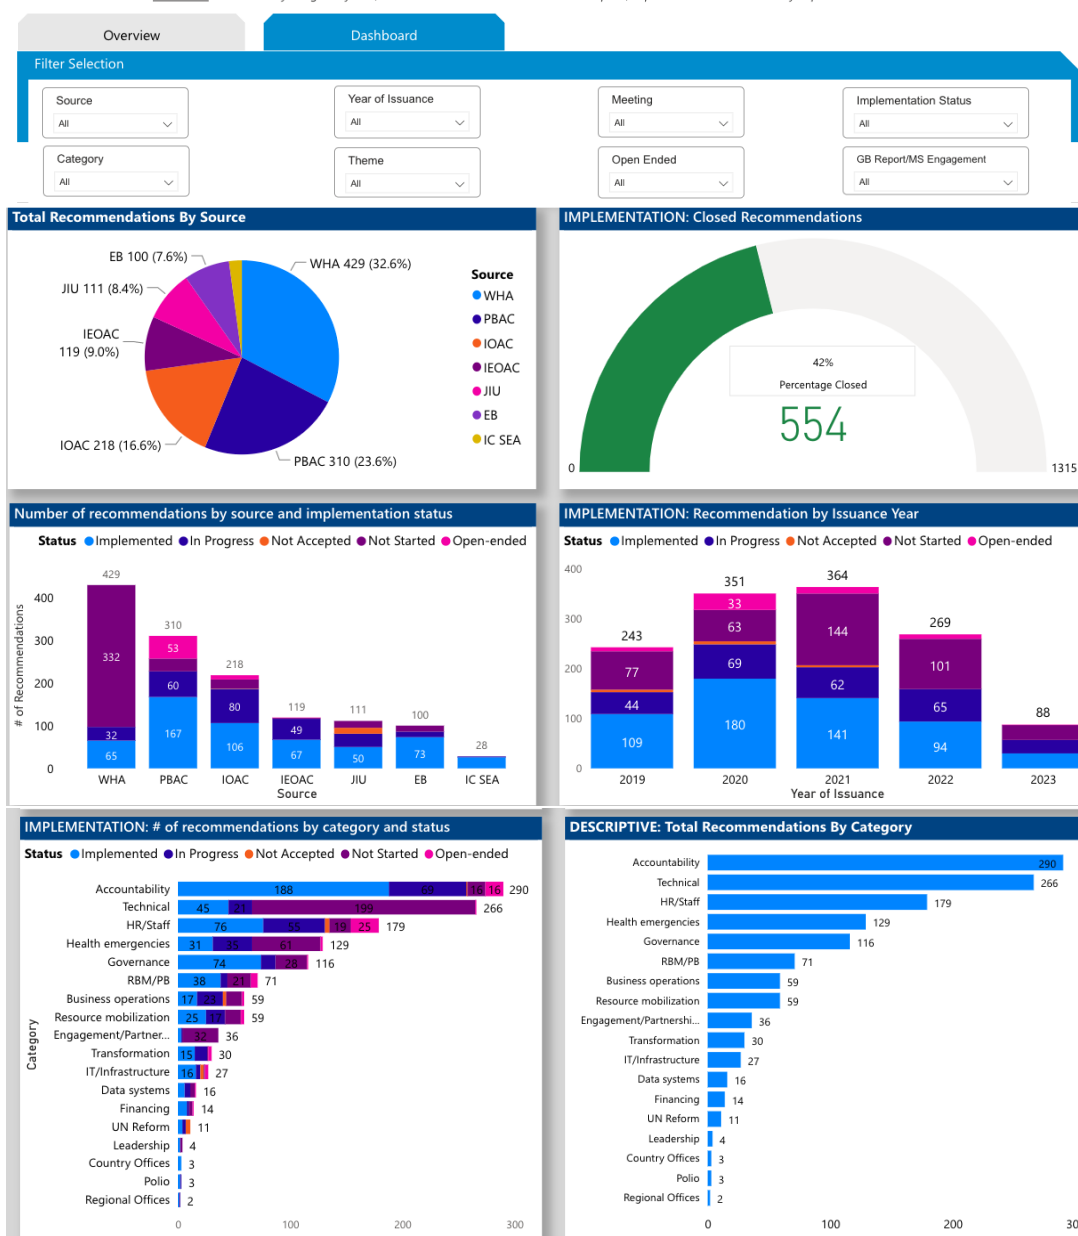 Overview
Dashboard
Filter Selection
Source
All
Year of Issuance
All
Meeting
All
Implementation Status
All
Category
All
Theme
All
Open Ended
All
GB Report/MS Engagement
All
Total Recommendations By Source
EB 100 (7.6%)
WHA 429 (32.6%)
JIU 111 (8.4%)
IEOAC
119 (9.0%)
IOAC 218 (16.6%)
PBAC 310 (23.6%)
Source
WHA
PBAC
IOAC
IEOAC
JIU
EB
IC SEA
IMPLEMENTATION: Closed Recommendations
42%
Percentage Closed
554
0
1315
Number of recommendations by source and implementation status
Status Implemented In Progress Not Accepted Not Started Open-ended
# of Recommendations
400
300
200
100
0
429
332
32
65
310
53
60
167
218
80
106
119
49
67
111
50
100
73
28
WHA PBAC IOAC IEOAC JIU EB IC SEA
Source
IMPLEMENTATION: Recommendation by Issuance Year
Status Implemented In Progress Not Accepted Not Started Open-ended
400
300
200
100
0
243
77
44
109
351
33
63
69
180
364
144
62
141
269
101
65
94
88
2019 2020 2021 2022 2023
Year of Issuance
IMPLEMENTATION: # of recommendations by category and status
Status Implemented In Progress Not Accepted Not Started Open-ended
Category
Accountability 188 69 16 16 290
Technical 45 21 199 266
HR/Staff 76 55 19 25 179
Health emergencies 31 35 61 129
Governance 74 28 116
RBM/PB 38 21 71
Business operations 17 23 59
Resource mobilization 25 17 59
Engagement/Partner... 32 36
Transformation 15 30
IT/Infrastructure 16 27
Data systems 16
Financing 14
UN Reform 11
Leadership 4
Country Offices 3
Polio 3
Regional Offices 2
0 100 200 300
DESCRIPTIVE: Total Recommendations By Category
Accountability 290
Technical 266
HR/Staff 179
Health emergencies 129
Governance 116
RBM/PB 71
Business operations 59
Resource mobilization 59
Engagement/Partnershi... 36
Transformation 30
IT/Infrastructure 27
Data systems 16
Financing 14
UN Reform 11
Leadership 4
Country Offices 3
Polio 3
Regional Offices 2
0 100 200 30